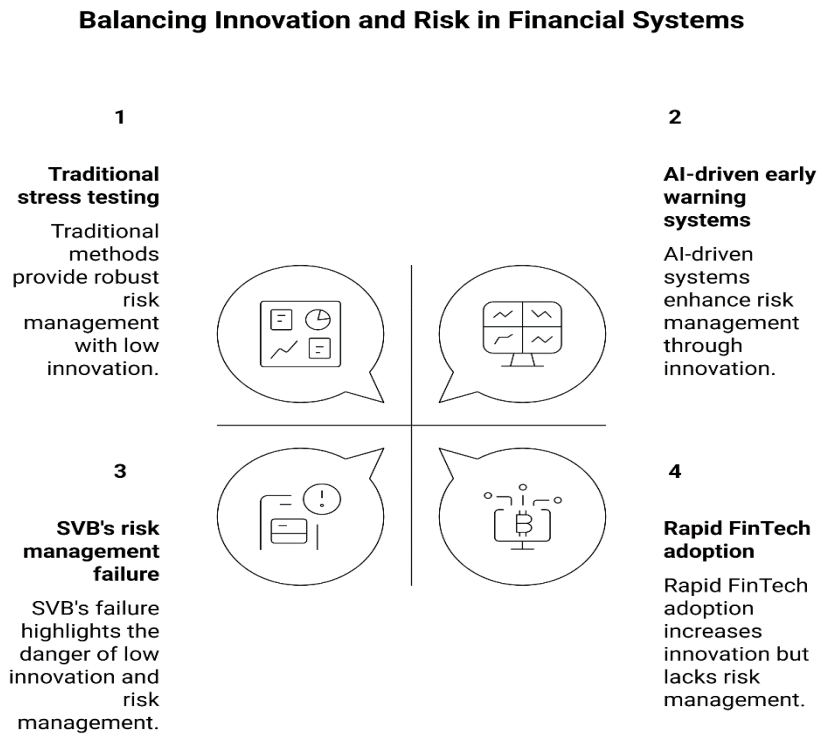 Balancing Innovation and Risk in Financial Systems
1
Traditional
stress testing
Traditional
methods
provide robust
risk
management
with low
innovation.
2
AI-driven early
warning
systems
AI-driven
systems
enhance risk
management
through
innovation.
3
SVB's risk
management
failure
SVB's failure
highlights the
danger of low
innovation and
risk
management.
4
Rapid FinTech
adoption
Rapid FinTech
adoption
increases
innovation but
lacks risk
management.